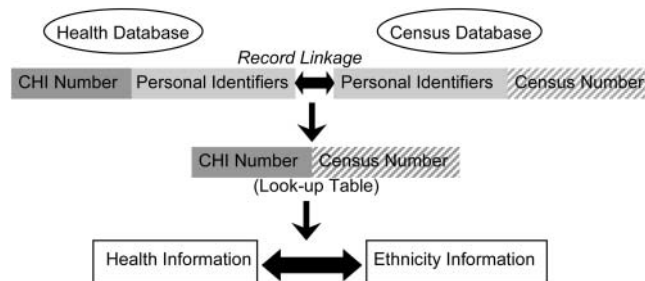 Health Database
Census Database
Record Linkage
CHI Number Personal Identifiers Personal Identifiers Census Number
CHI Number Census Number
(Look-up Table)
Health Information Ethnicity Information